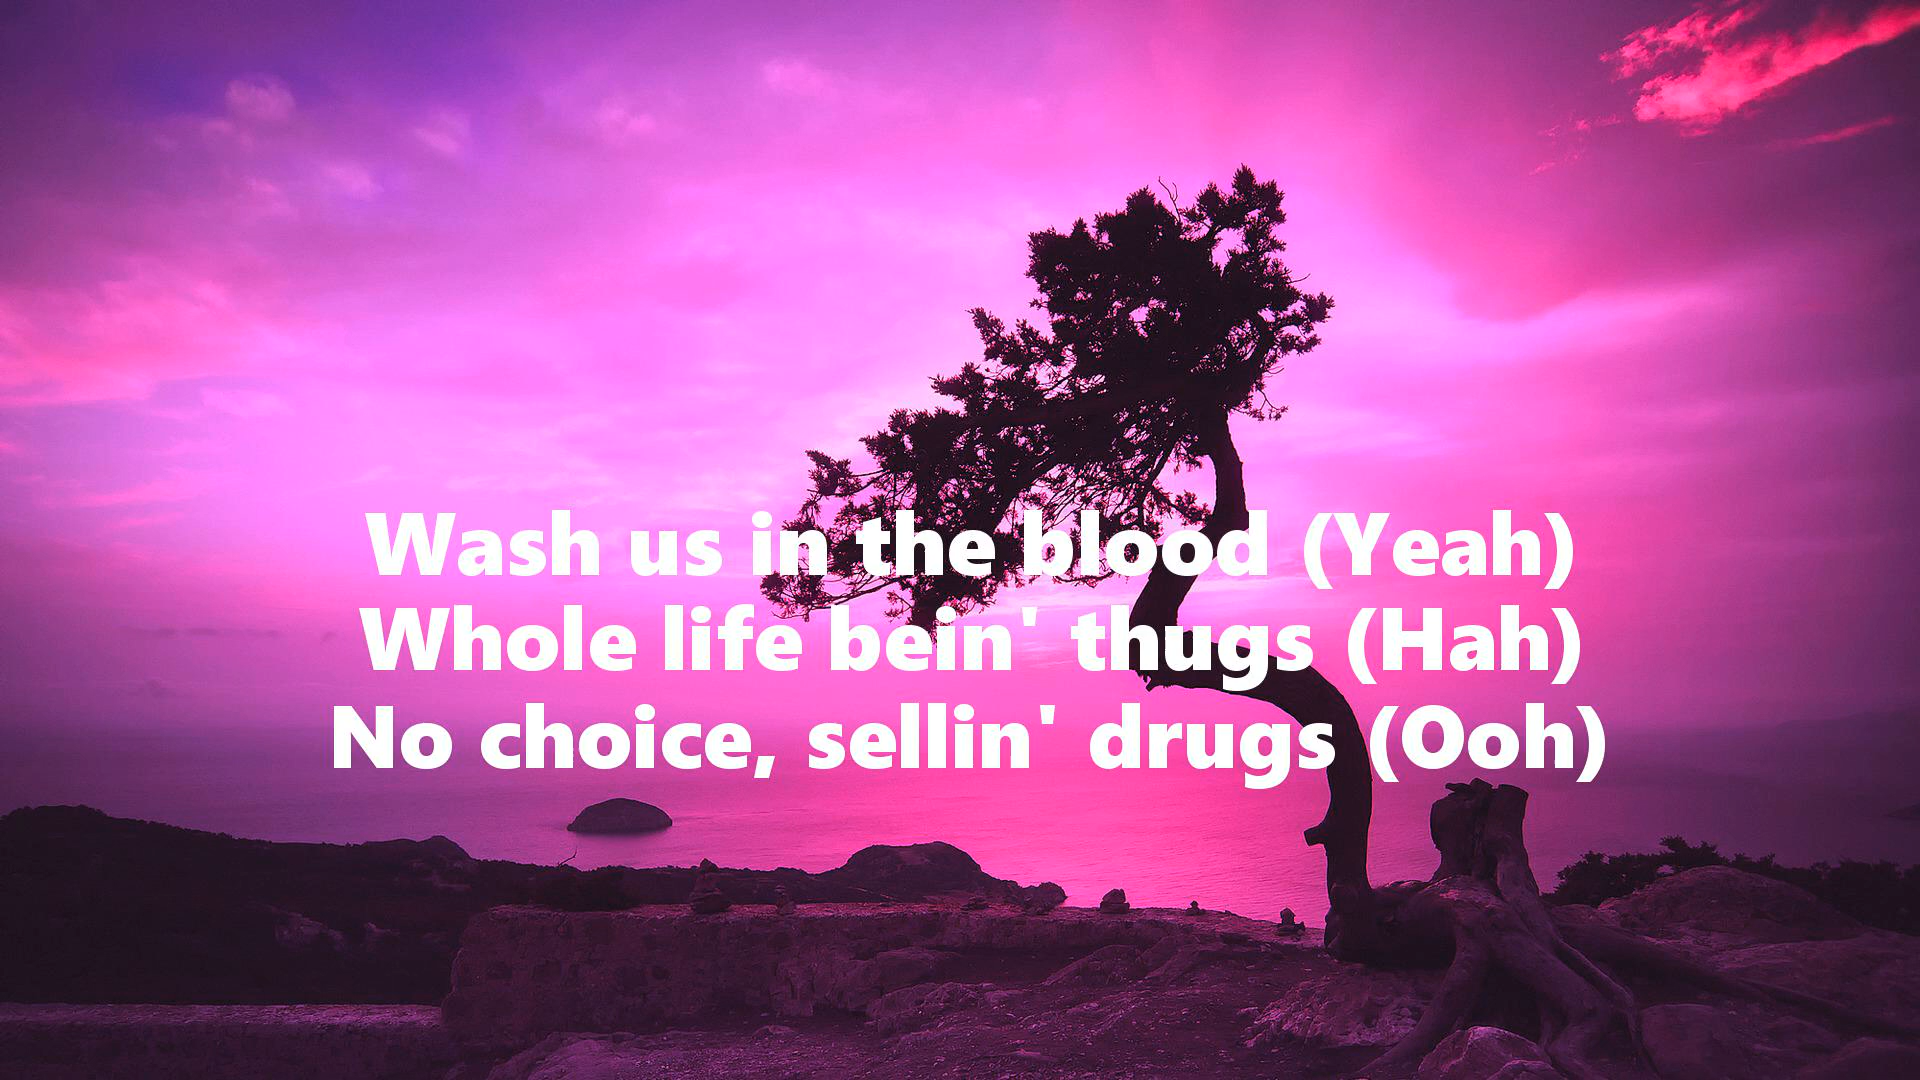 Wash us in the blood (Yeah)
Whole life bein' thugs (Hah)
No choice, sellin' drugs (Ooh)